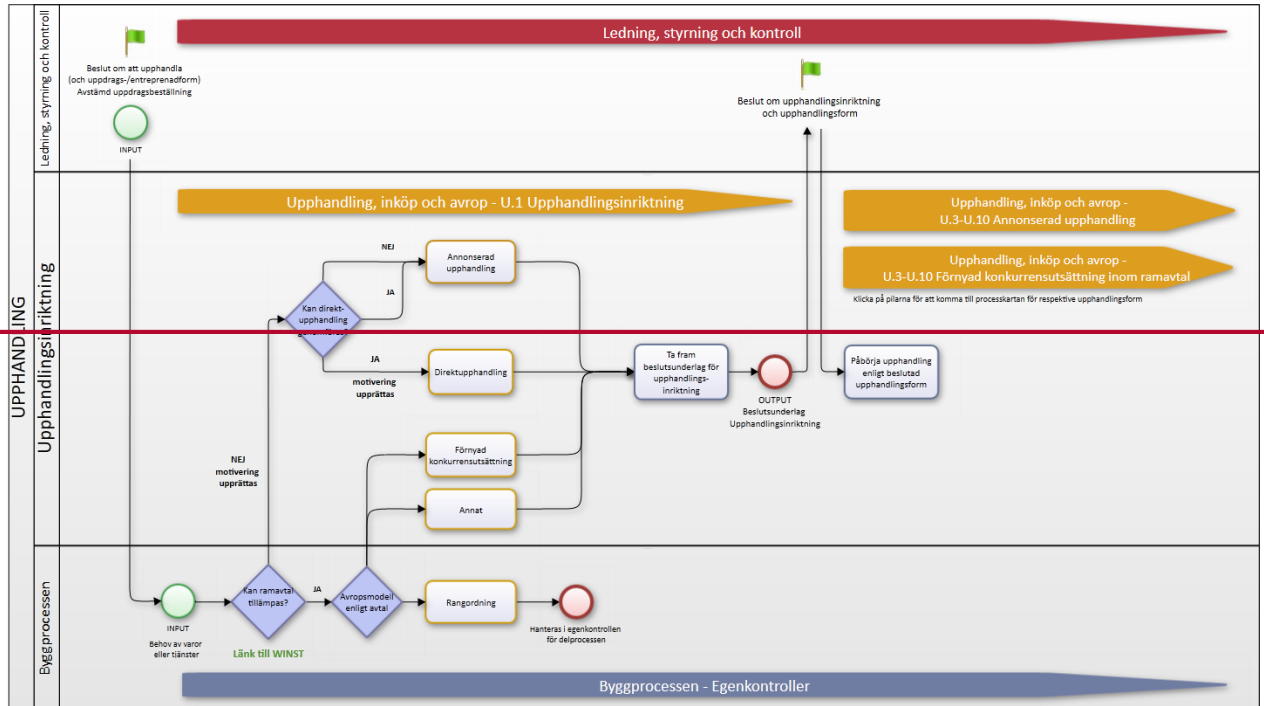 UPPHANDLING
Ledning, styrning och kontroll
Ledning, styrning och kontroll
Beslut om att upphandla
(och uppdrags-/entreprenadform)
Avstämd uppdragsbeställning
INPUT
Beslut om upphandlingsinriktning
och upphandlingsform
Upphandlingsinriktning
Upphandling, inköp och avrop - U.1 Upphandlingsinriktning
Upphandling, inköp och avrop -
U.3-U.10 Annonserad upphandling
Upphandling, inköp och avrop -
U.3-U.10 Förnyad konkurrensutsättning inom ramavtal
Klicka på pilarna för att komma till processkartan för respektive upphandlingsform
NEJ
Annonserad
upphandling
JA
Kan direkt-
upphandling
JA
motivering
upprättas
Direktupphandling
Ta fram
beslutsunderlag för
upphandlings-
inriktning
OUTPUT
Beslutsunderlag
Upphandlingsinriktning
Påbörja upphandling
enligt beslutad
upphandlingsform
NEJ
motivering
upprättas
Förnyad
konkurrensutsättning
Annat
Byggprocessen
INPUT
Behov av varor
eller tjänster
Kan ramavtal
tillämpas?
Länk till WINST
JA
Avropsmodell
enligt avtal
Rangordning
Hanteras i egenkontrollen
för delprocessen
Byggprocessen - Egenkontroller